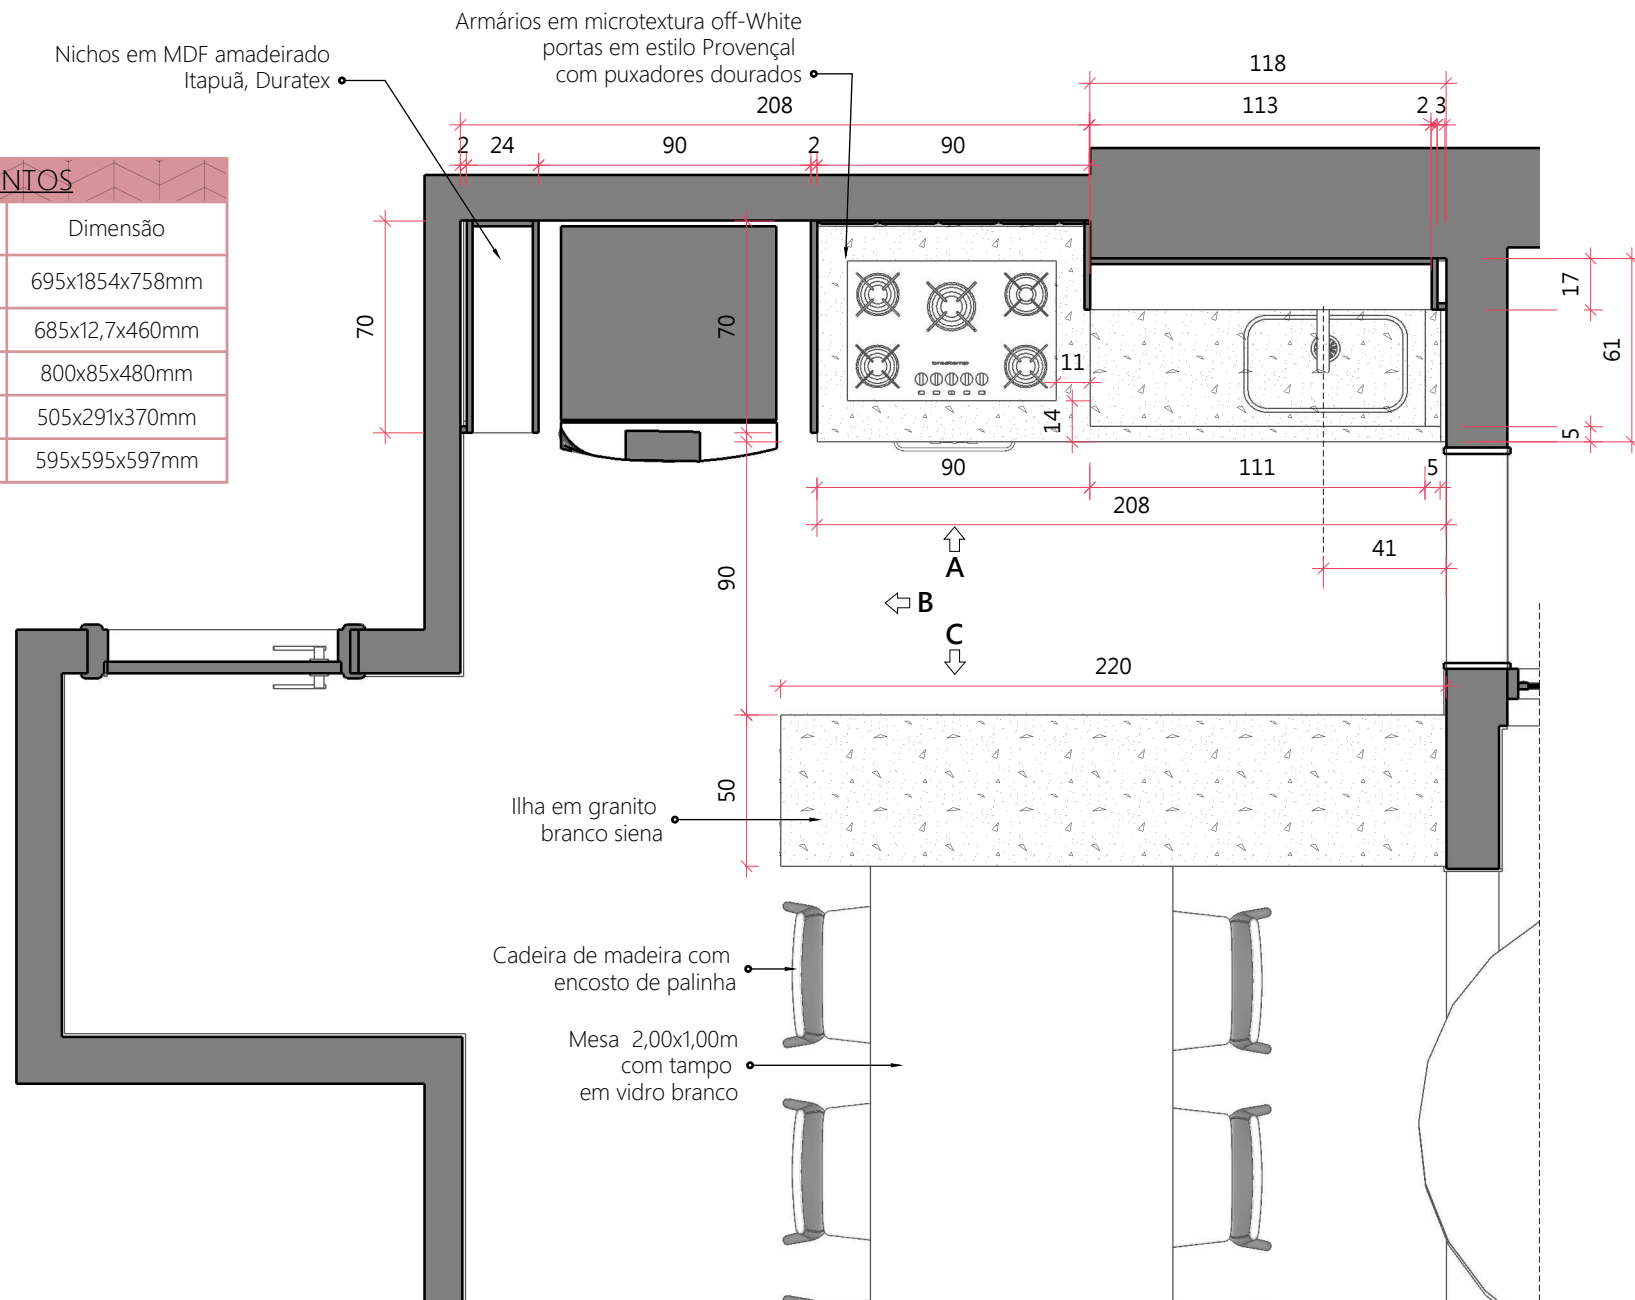 Armários em microtextura off-White
portas em estilo Provençal
com puxadores dourados
Nichos em MDF amadeirado
Itapuã, Duratex
118
208
113
2
3
2
24
90
2
90
NTOS
Dimensão
695x1854x758mm
685x12,7x460mm
800x85x480mm
505x291x370mm
595x595x597mm
70
70
brastemp
11
14
17
61
5
90
111
5
208
41
A
B
C
90
220
50
Ilha em granito
branco siena
Cadeira de madeira com
encosto de palinha
Mesa 2,00x1,00m
com tampo
em vidro branco